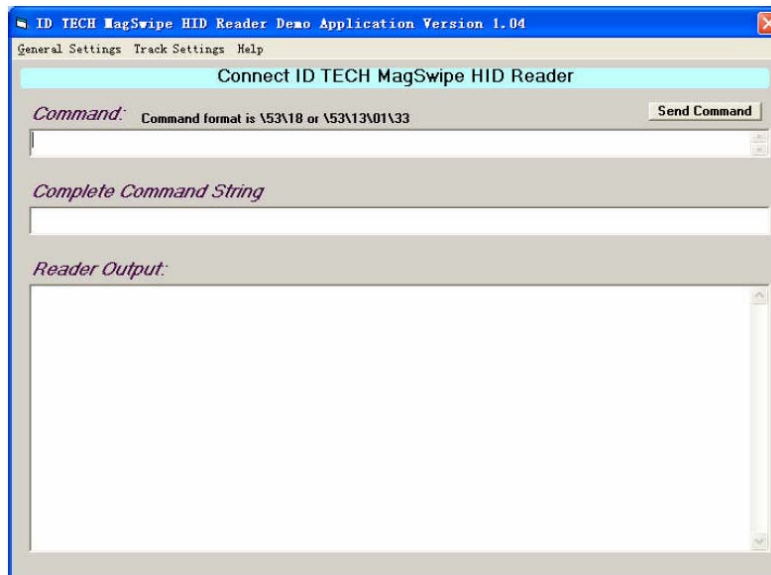 ID TECH MagSwipe HID Reader Demo Application Version 1.04
General Settings Track Settings Help
Connect ID TECH MagSwipe HID Reader
Command: Command format is \53\18 or \53\13\01\33 Send Command
Complete Command String
Reader Output: